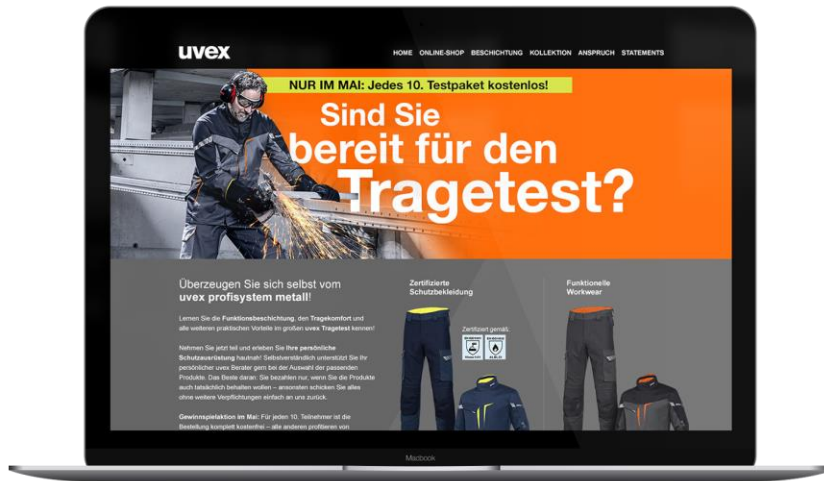 uvex
HOME ONLINE-SHOP BESCHICHTUNG KOLLEKTION ANSPRUCH STATEMENTS
NUR IM MAI: Jedes 10. Testpaket kostenlos!
Sind Sie
bereit für den
Tragetest?
Überzeugen Sie sich selbst vom
uvex profisystem metall!
Lernen Sie die Funktionsbeschichtung, den Tragekomfort und
alle weiteren praktischen Vorteile im großen uvex Tragetest kennen!
Nehmen Sie jetzt teil und erleben Sie Ihre persönliche
Schutzausrüstung hautnah! Selbstverständlich unterstützt Sie Ihr
persönlicher uvex Berater gern bei der Auswahl der passenden
Produkte. Das Beste daran: Sie bezahlen nur, wenn Sie die Produkte
auch tatsächlich behalten wollen – ansonsten schicken Sie alles
ohne weitere Verpflichtungen einfach an uns zurück.
Gewinnspielaktion im Mai: Für jeden 10. Teilnehmer ist die
Bestellung komplett kostenfrei – alle anderen profitieren von
Zertifizierte
Schutzbekleidung
Zertifiziert gemäß:
Funktionelle
Workwear
Macbook